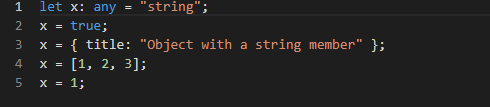 1 let x: any = "string";
2 x = true;
3 x = { title: "Object with a string member" };
4 x = [1, 2, 3];
5 x = 1;